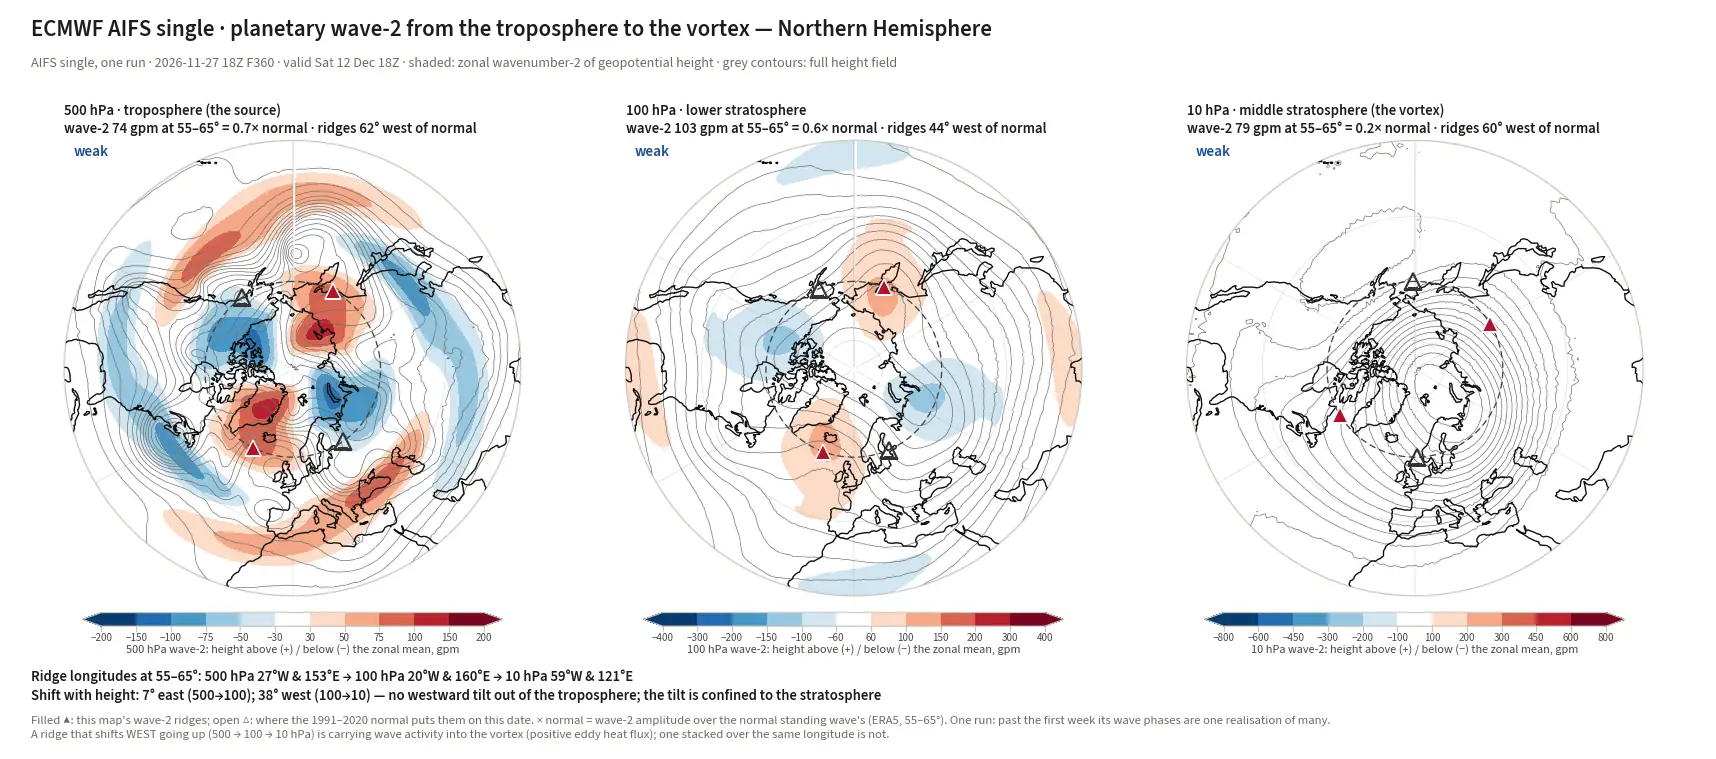 ECMWF AIFS single · planetary wave-2 from the troposphere to the vortex — Northern Hemisphere
AIFS single, one run · 2026-11-27 18Z F360 · valid Sat 12 Dec 18Z · shaded: zonal wavenumber-2 of geopotential height · grey contours: full height field
500 hPa · troposphere (the source)
wave-2 74 gpm at 55–65° = 0.7× normal · ridges 62° west of normal
weak
100 hPa · lower stratosphere
wave-2 103 gpm at 55–65° = 0.6× normal · ridges 44° west of normal
weak
10 hPa · middle stratosphere (the vortex)
wave-2 79 gpm at 55–65° = 0.2× normal · ridges 60° west of normal
weak
−200 −150 −100 −75 −50 −30 30 50 75 100 150 200
500 hPa wave-2: height above (+) / below (−) the zonal mean, gpm
−400 −300 −200 −150 −100 −60 60 100 150 200 300 400
100 hPa wave-2: height above (+) / below (−) the zonal mean, gpm
−800 −600 −450 −300 −200 −100 100 200 300 450 600 800
10 hPa wave-2: height above (+) / below (−) the zonal mean, gpm
Ridge longitudes at 55–65°: 500 hPa 27°W & 153°E → 100 hPa 20°W & 160°E → 10 hPa 59°W & 121°E
Shift with height: 7° east (500→100); 38° west (100→10) — no westward tilt out of the troposphere; the tilt is confined to the stratosphere
Filled ▲: this map's wave-2 ridges; open △: where the 1991–2020 normal puts them on this date. × normal = wave-2 amplitude over the normal standing wave's (ERA5, 55–65°). One run: past the first week its wave phases are one realisation of many.
A ridge that shifts WEST going up (500 → 100 → 10 hPa) is carrying wave activity into the vortex (positive eddy heat flux); one stacked over the same longitude is not.